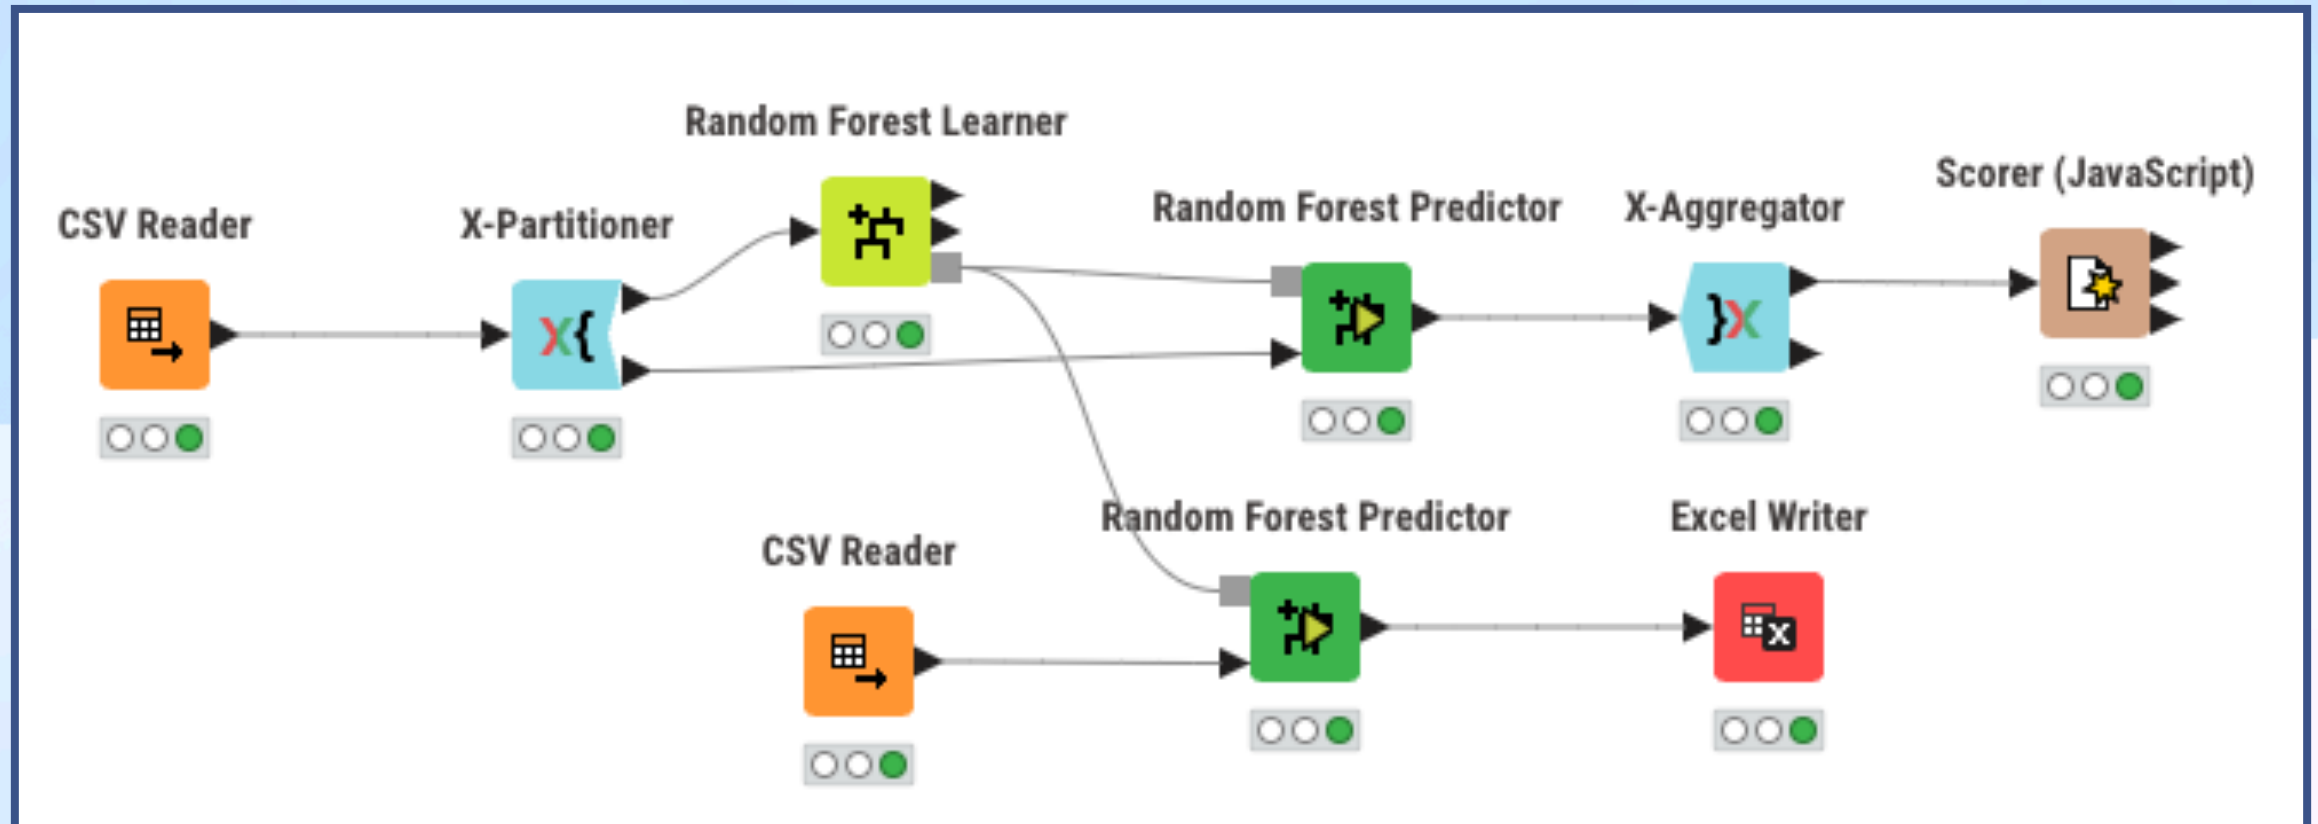 Random Forest Learner
Scorer (JavaScript)
CSV Reader
X-Partitioner
Random Forest Predictor
X-Aggregator
X{
}X
Random Forest Predictor
Excel Writer
CSV Reader
X